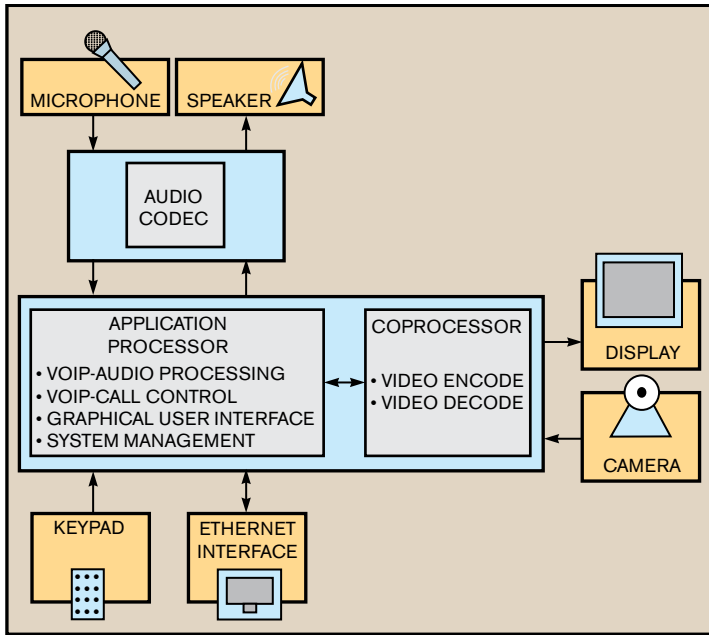 MICROPHONE
SPEAKER
AUDIO
CODEC
APPLICATION
PROCESSOR
• VOIP-AUDIO PROCESSING
• VOIP-CALL CONTROL
• GRAPHICAL USER INTERFACE
• SYSTEM MANAGEMENT
COPROCESSOR
• VIDEO ENCODE
• VIDEO DECODE
DISPLAY
CAMERA
KEYPAD
ETHERNET
INTERFACE